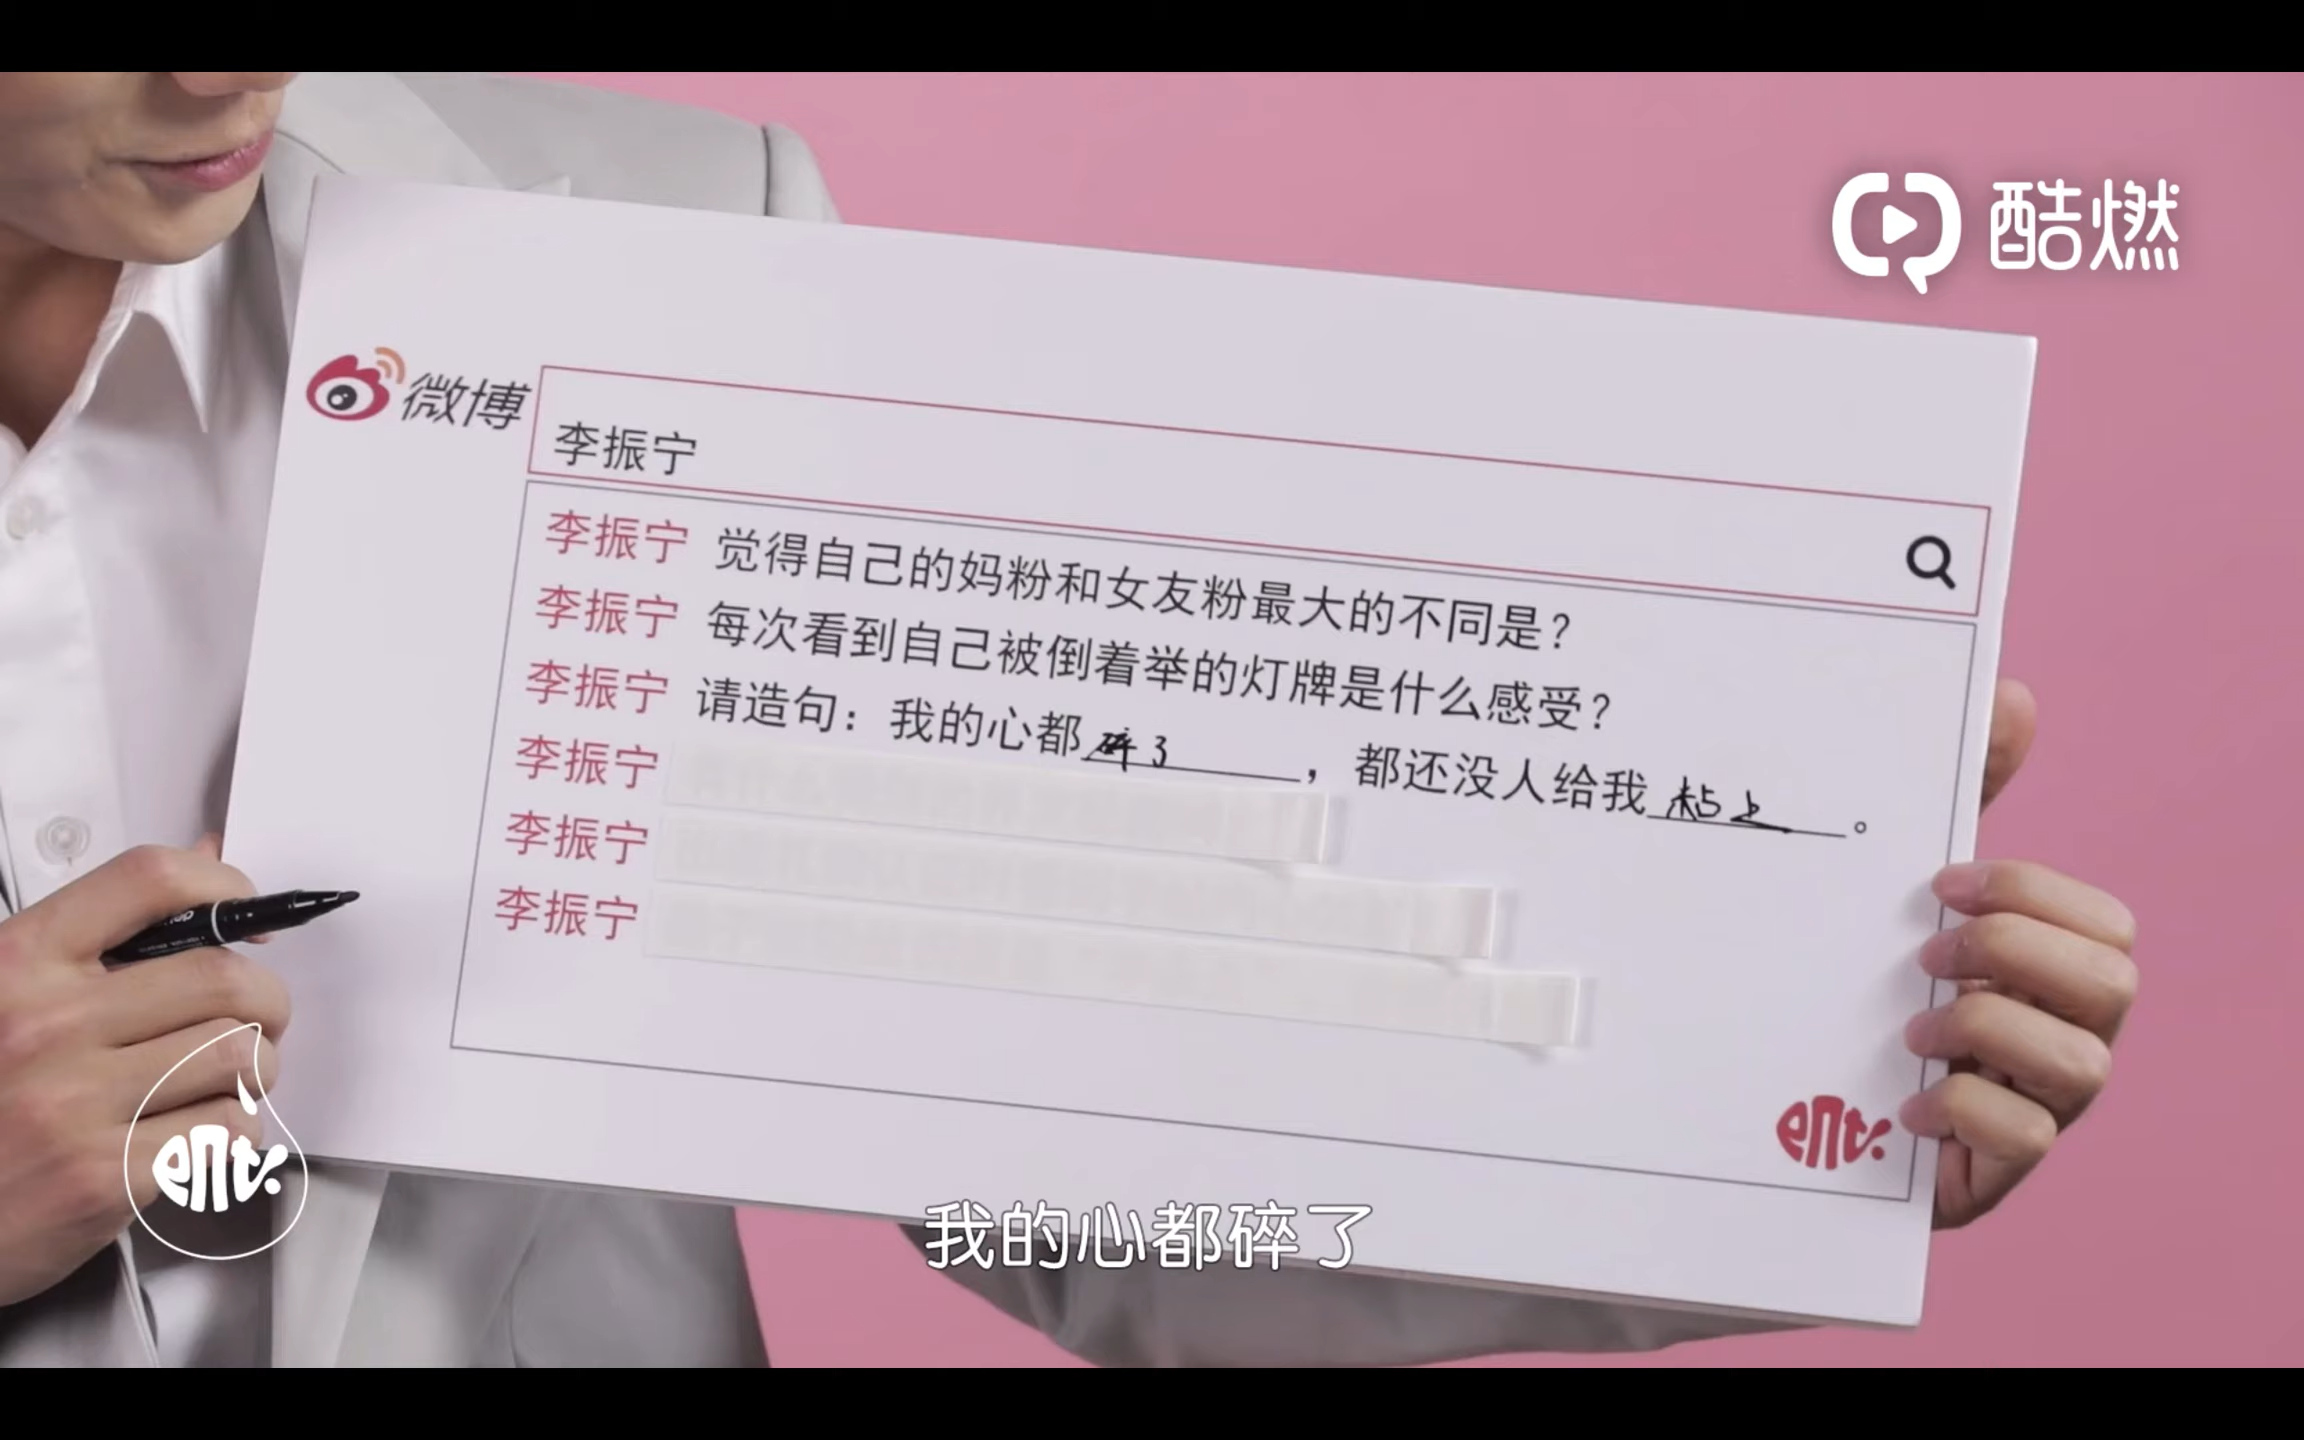 酷燃
微博
李振宁
李振宁 觉得自己的妈粉和女友粉最大的不同是？
李振宁 每次看到自己被倒着举的灯牌是什么感受？
李振宁 请造句：我的心都碎了，都还没人给我粘上。
李振宁
李振宁
李振宁
ent
ent
我的心都碎了